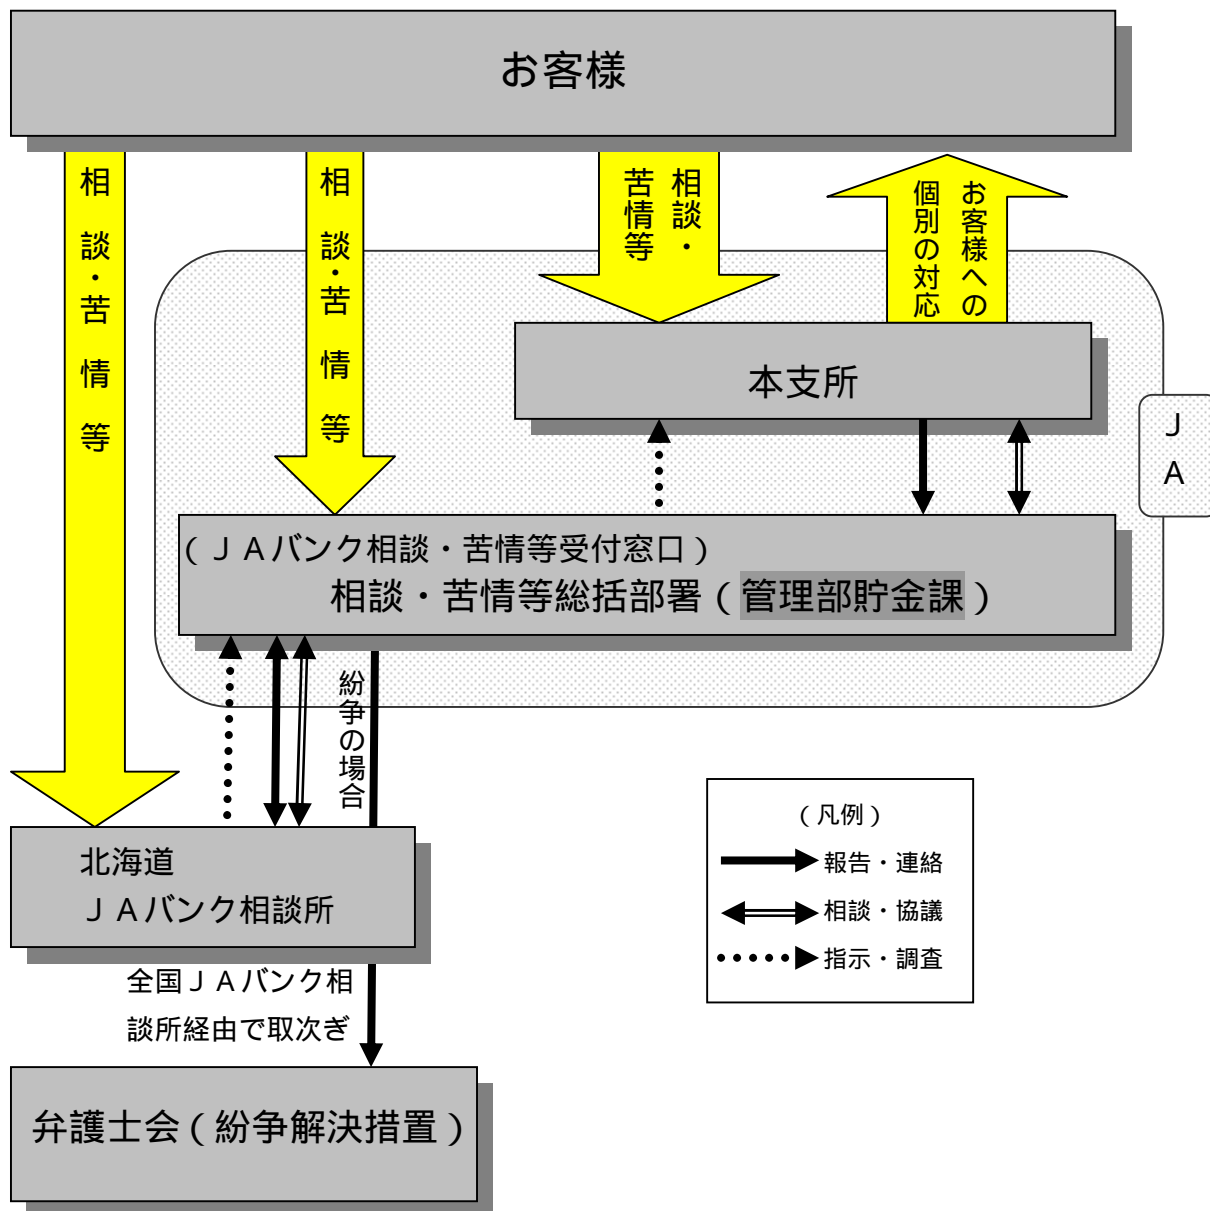 お客様
相談・苦情等
相談・苦情等
相談・
苦情等
お客様への
個別の対応
本支所
ＪＡ
（ＪＡバンク相談・苦情等受付窓口）
相談・苦情等総括部署（管理部貯金課）
紛争の場合
北海道
ＪＡバンク相談所
（凡例）
報告・連絡
相談・協議
指示・調査
全国ＪＡバンク相
談所経由で取次ぎ
弁護士会（紛争解決措置）